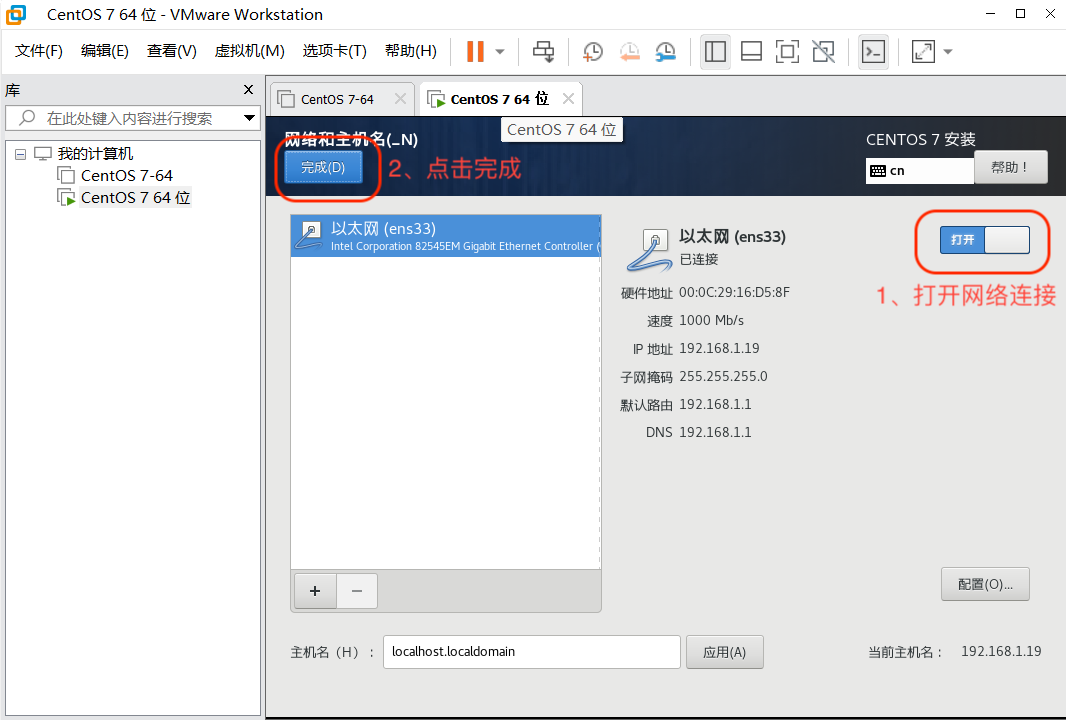 CentOS 7 64 位 - VMware Workstation
文件(F) 编辑(E) 查看(V) 虚拟机(M) 选项卡(T) 帮助(H)
库
在此处键入内容进行搜索
我的计算机
CentOS 7-64
CentOS 7 64 位
CentOS 7-64
CentOS 7 64 位
CentOS 7 64 位
网络和主机名(_N)
完成(D)
2、点击完成
CENTOS 7 安装
cn
帮助！
以太网 (ens33)
Intel Corporation 82545EM Gigabit Ethernet Controller (
以太网 (ens33)
已连接
打开
1、打开网络连接
硬件地址 00:0C:29:16:D5:8F
速度 1000 Mb/s
IP 地址 192.168.1.19
子网掩码 255.255.255.0
默认路由 192.168.1.1
DNS 192.168.1.1
+ −
配置(O)...
主机名（H）： localhost.localdomain 应用(A) 当前主机名： 192.168.1.19